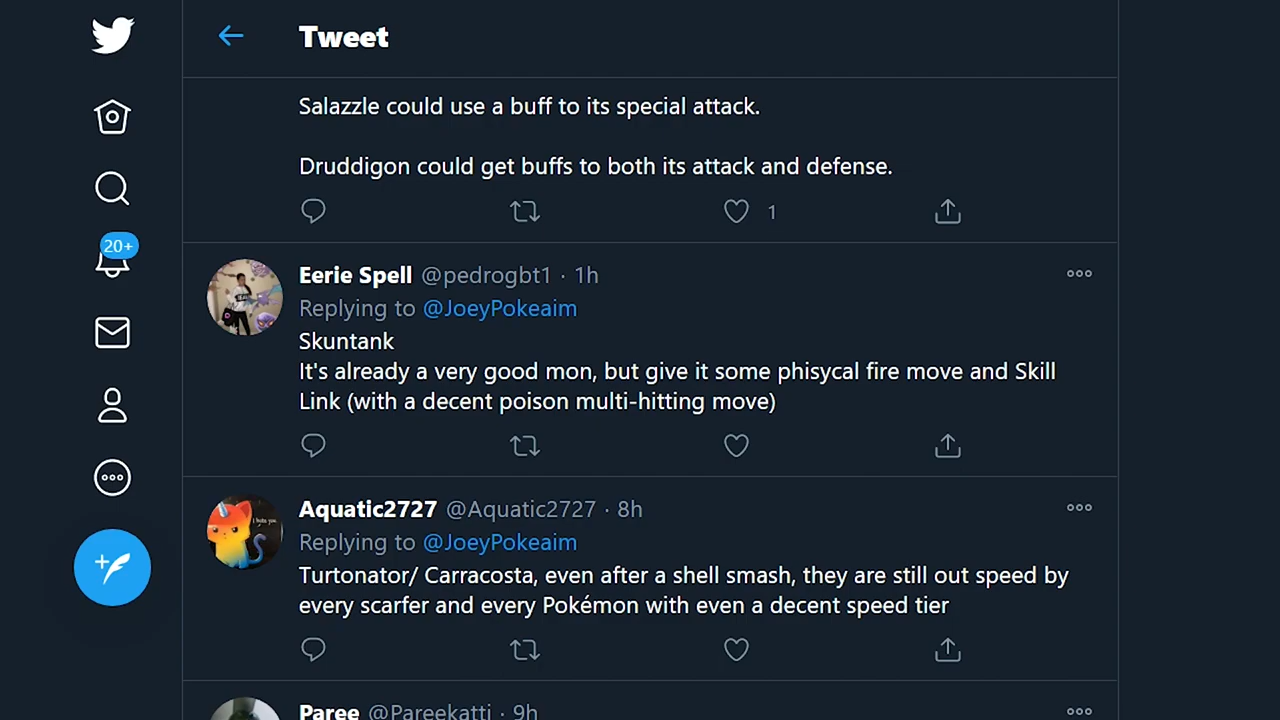 Tweet
Salazzle could use a buff to its special attack.
Druddigon could get buffs to both its attack and defense.
1
20+
Eerie Spell @pedrogbt1 · 1h
Replying to @JoeyPokeaim
Skuntank
It's already a very good mon, but give it some phisycal fire move and Skill
Link (with a decent poison multi-hitting move)
Aquatic2727 @Aquatic2727 · 8h
I hate you
Replying to @JoeyPokeaim
Turtonator/ Carracosta, even after a shell smash, they are still out speed by
every scarfer and every Pokémon with even a decent speed tier
Paree @Pareekatti · 9h